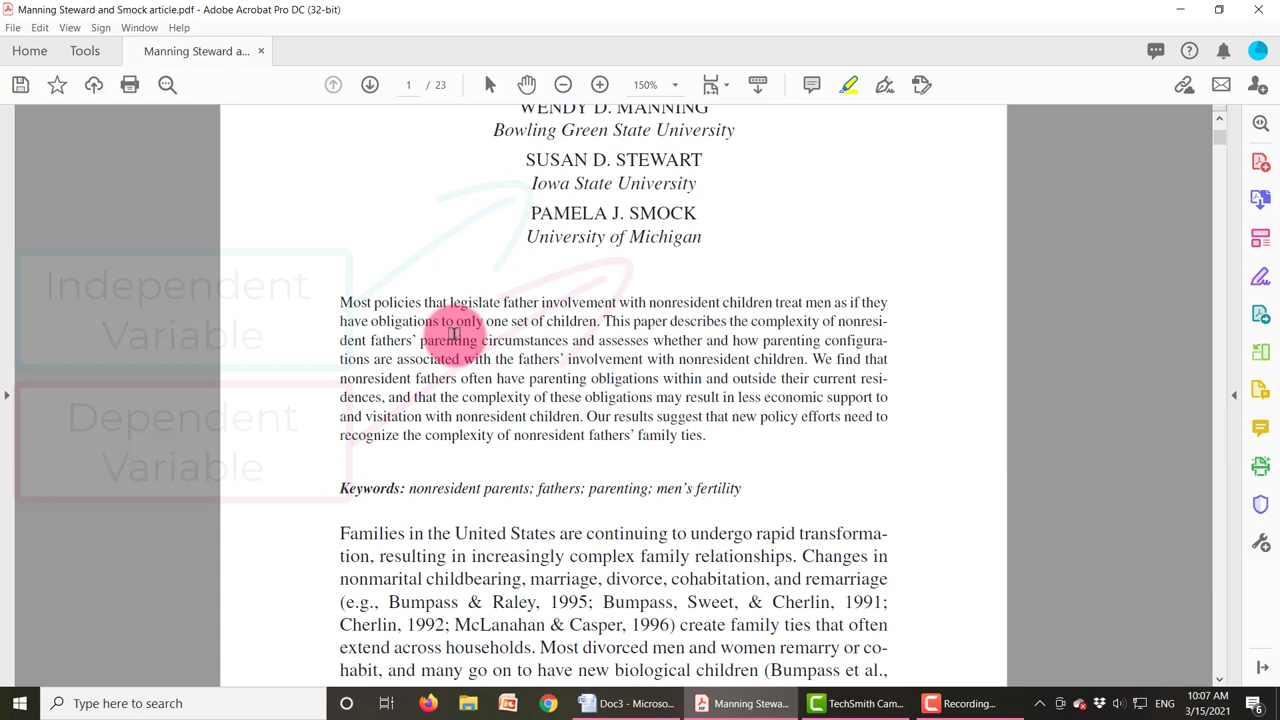 Manning Steward and Smock article.pdf - Adobe Acrobat Pro DC (32-bit)
File Edit View Sign Window Help
Home Tools Manning Steward a... ×
1 / 23 150%
WENDY D. MANNING
Bowling Green State University
SUSAN D. STEWART
Iowa State University
PAMELA J. SMOCK
University of Michigan
Independent
Variable
Dependent
Variable
Most policies that legislate father involvement with nonresident children treat men as if they
have obligations to only one set of children. This paper describes the complexity of nonresi-
dent fathers' parenting circumstances and assesses whether and how parenting configura-
tions are associated with the fathers' involvement with nonresident children. We find that
nonresident fathers often have parenting obligations within and outside their current resi-
dences, and that the complexity of these obligations may result in less economic support to
and visitation with nonresident children. Our results suggest that new policy efforts need to
recognize the complexity of nonresident fathers' family ties.
Keywords: nonresident parents; fathers; parenting; men's fertility
Families in the United States are continuing to undergo rapid transforma-
tion, resulting in increasingly complex family relationships. Changes in
nonmarital childbearing, marriage, divorce, cohabitation, and remarriage
(e.g., Bumpass & Raley, 1995; Bumpass, Sweet, & Cherlin, 1991;
Cherlin, 1992; McLanahan & Casper, 1996) create family ties that often
extend across households. Most divorced men and women remarry or co-
habit, and many go on to have new biological children (Bumpass et al.,
Type here to search
Doc3 - Microso...
Manning Stewa...
TechSmith Cam...
Recording...
ENG
10:07 AM
3/15/2021
6